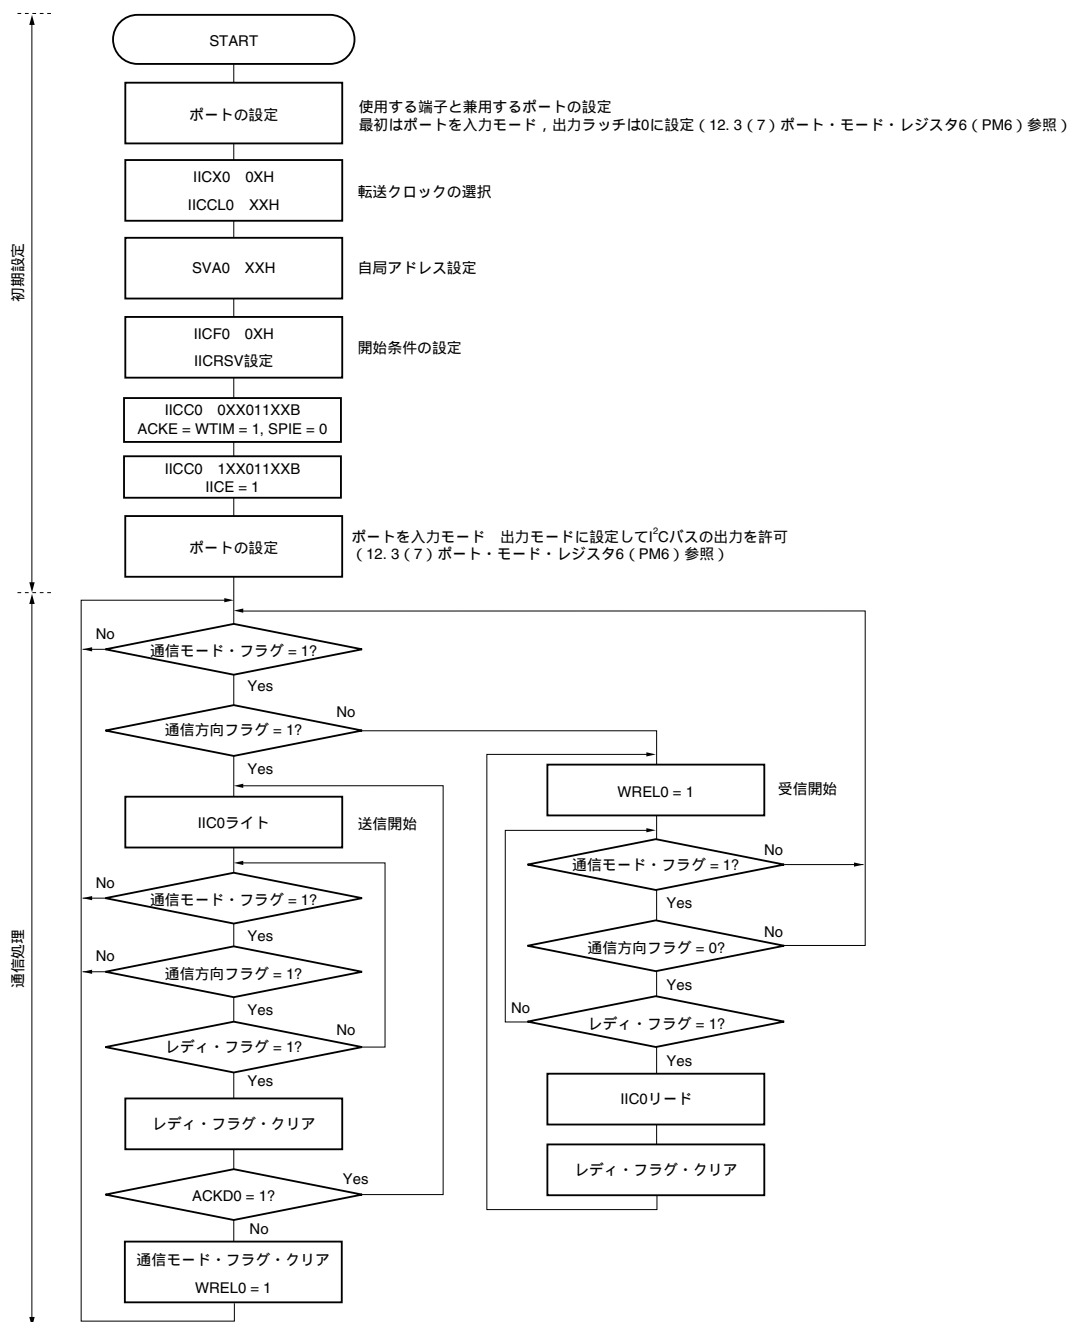 START
ポートの設定
使用する端子と兼用するポートの設定
最初はポートを入力モード，出力ラッチは0に設定（12.3（7）ポート・モード・レジスタ6（PM6）参照）
IICX0 0XH
IICCL0 XXH
転送クロックの選択
SVA0 XXH
自局アドレス設定
IICF0 0XH
IICRSV設定
開始条件の設定
IICC0 0XX011XXB
ACKE = WTIM = 1, SPIE = 0
IICC0 1XX011XXB
IICE = 1
ポートの設定
ポートを入力モード 出力モードに設定してI²Cバスの出力を許可
（12.3（7）ポート・モード・レジスタ6（PM6）参照）
初期設定
No
通信モード・フラグ = 1?
Yes
No
通信方向フラグ = 1?
Yes
IIC0ライト
送信開始
No
通信モード・フラグ = 1?
Yes
No
通信方向フラグ = 1?
Yes
No
レディ・フラグ = 1?
Yes
レディ・フラグ・クリア
Yes
ACKD0 = 1?
No
通信モード・フラグ・クリア
WREL0 = 1
WREL0 = 1
受信開始
No
通信モード・フラグ = 1?
Yes
No
通信方向フラグ = 0?
Yes
No
レディ・フラグ = 1?
Yes
IIC0リード
レディ・フラグ・クリア
通信処理